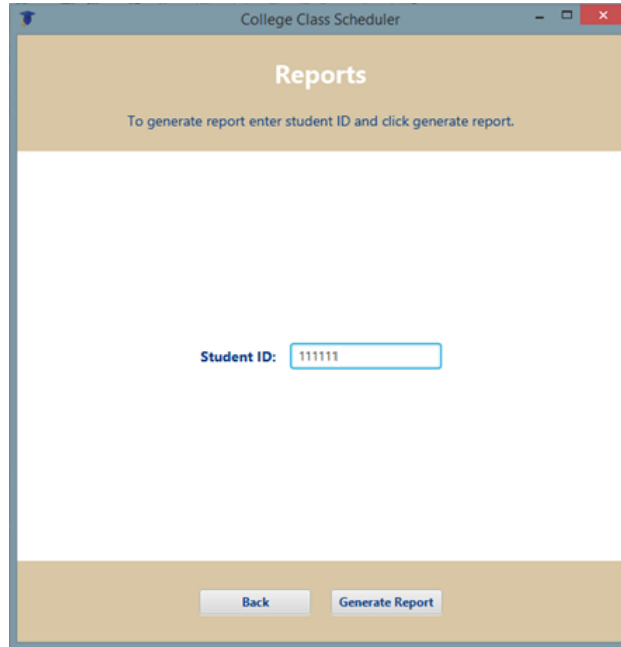 College Class Scheduler
Reports
To generate report enter student ID and click generate report.
Student ID: 111111
Back Generate Report